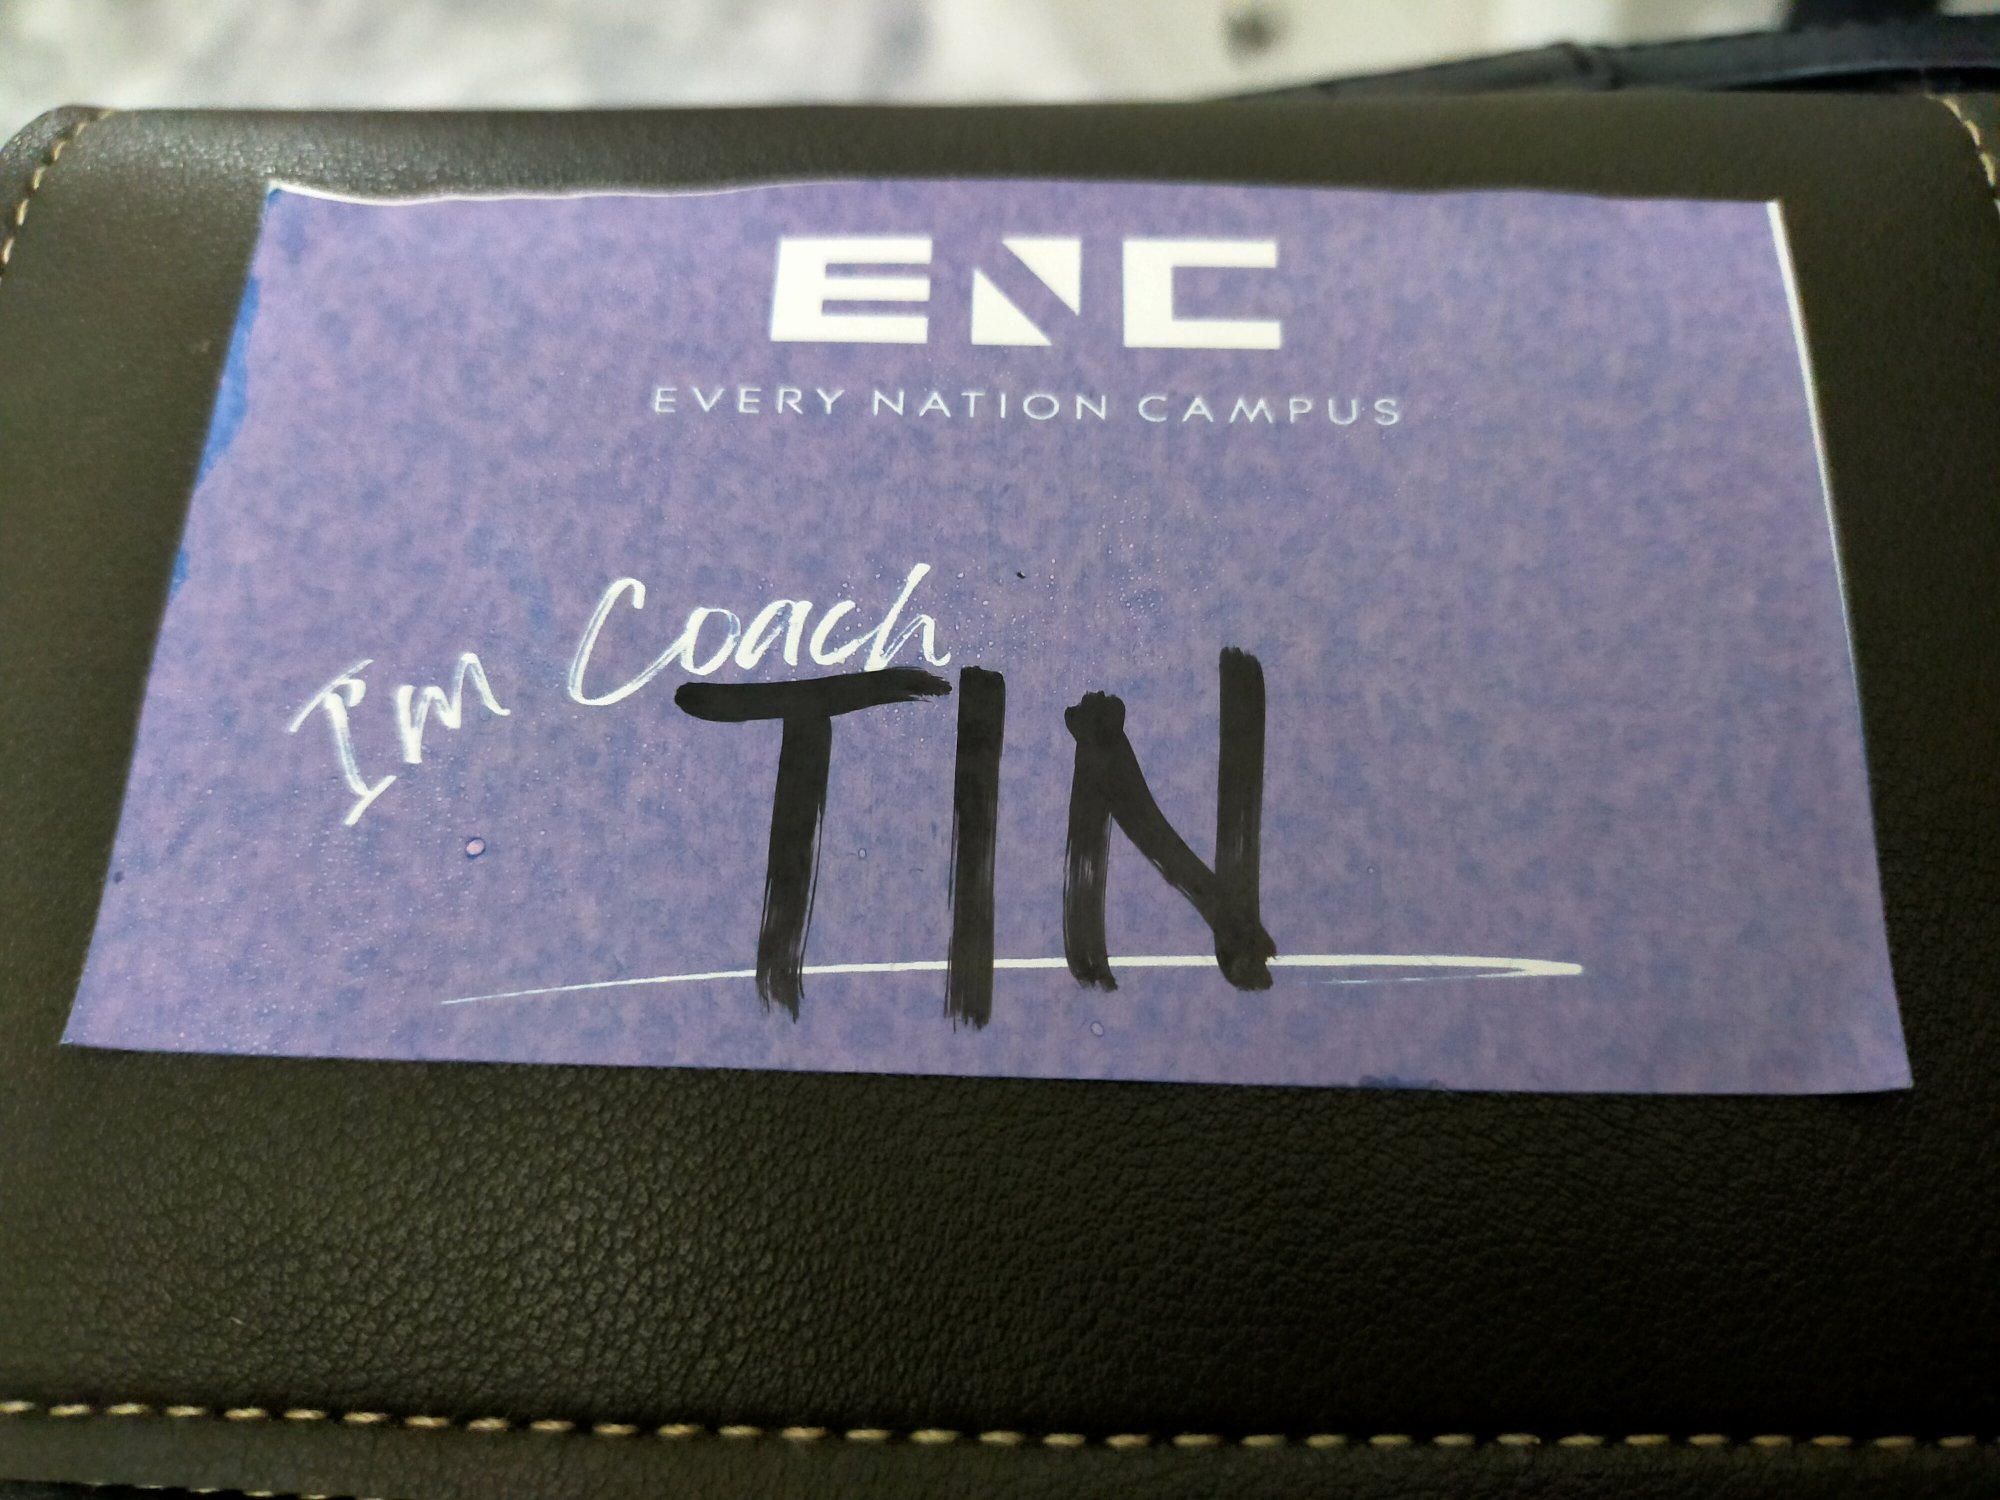 ENC
EVERY NATION CAMPUS
I'm Coach
TIN